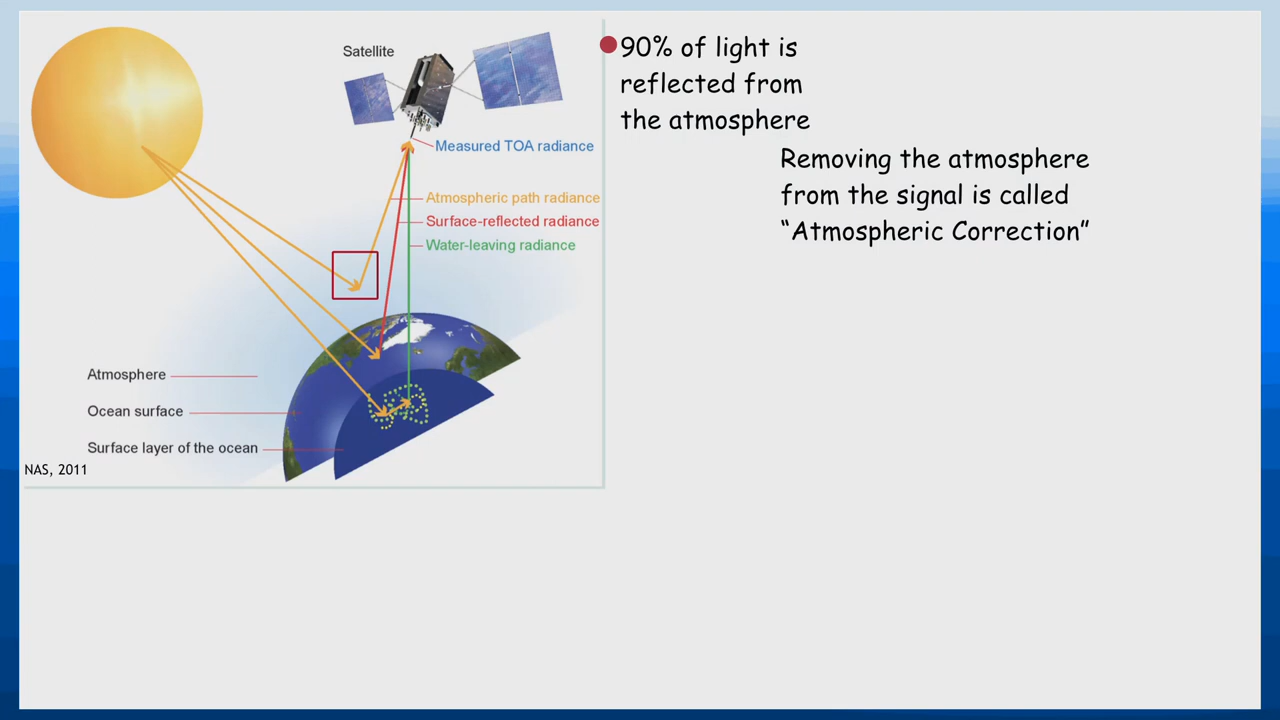 Satellite
Measured TOA radiance
Atmospheric path radiance
Surface-reflected radiance
Water-leaving radiance
Atmosphere
Ocean surface
Surface layer of the ocean
NAS, 2011
90% of light is
reflected from
the atmosphere
Removing the atmosphere
from the signal is called
“Atmospheric Correction”